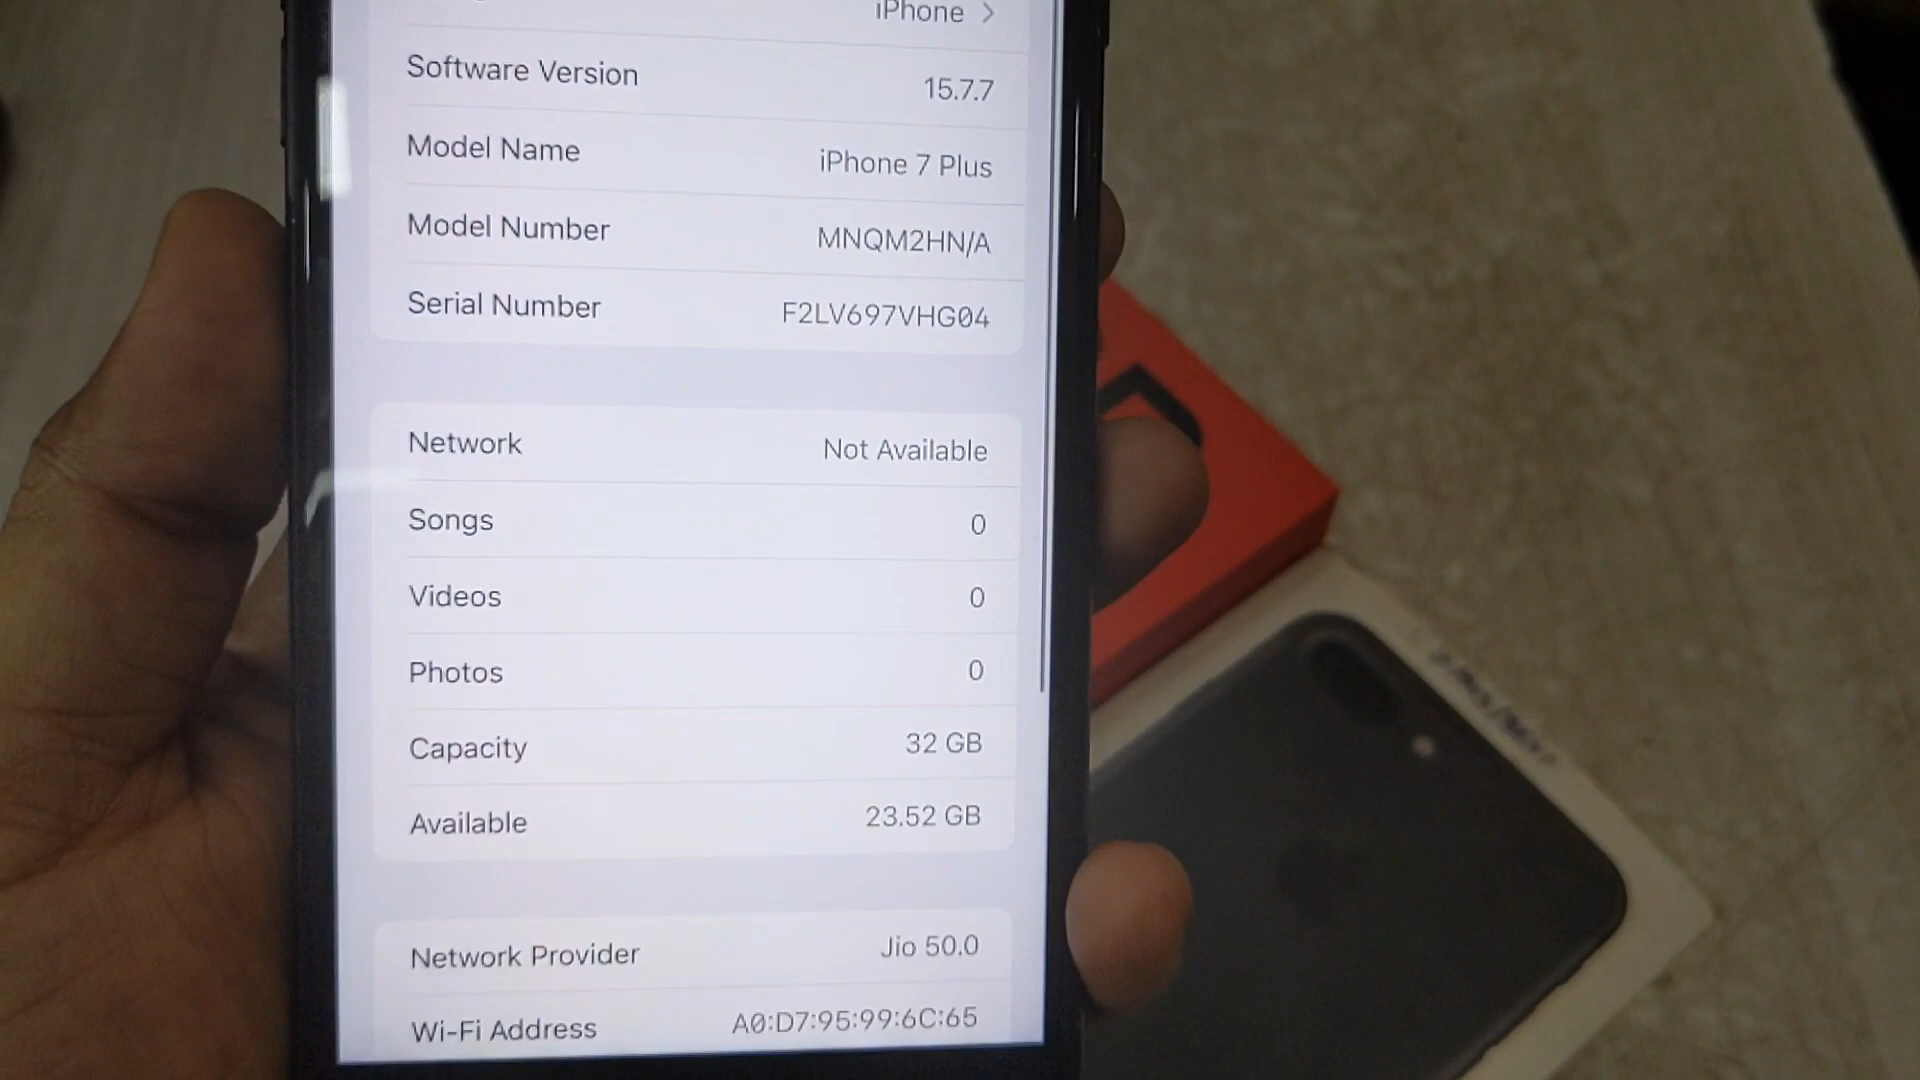 iPhone
Software Version 15.7.7
Model Name iPhone 7 Plus
Model Number MNQM2HN/A
Serial Number F2LV697VHG04
Network Not Available
Songs 0
Videos 0
Photos 0
Capacity 32 GB
Available 23.52 GB
Network Provider Jio 50.0
Wi-Fi Address A0:D7:95:99:6C:65